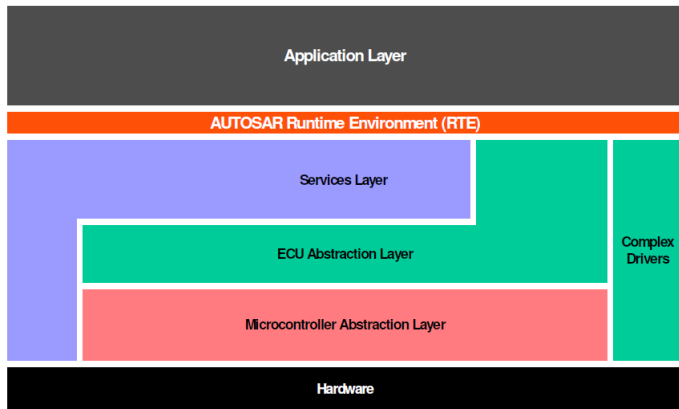 Application Layer
AUTOSAR Runtime Environment (RTE)
Services Layer
ECU Abstraction Layer
Complex
Drivers
Microcontroller Abstraction Layer
Hardware